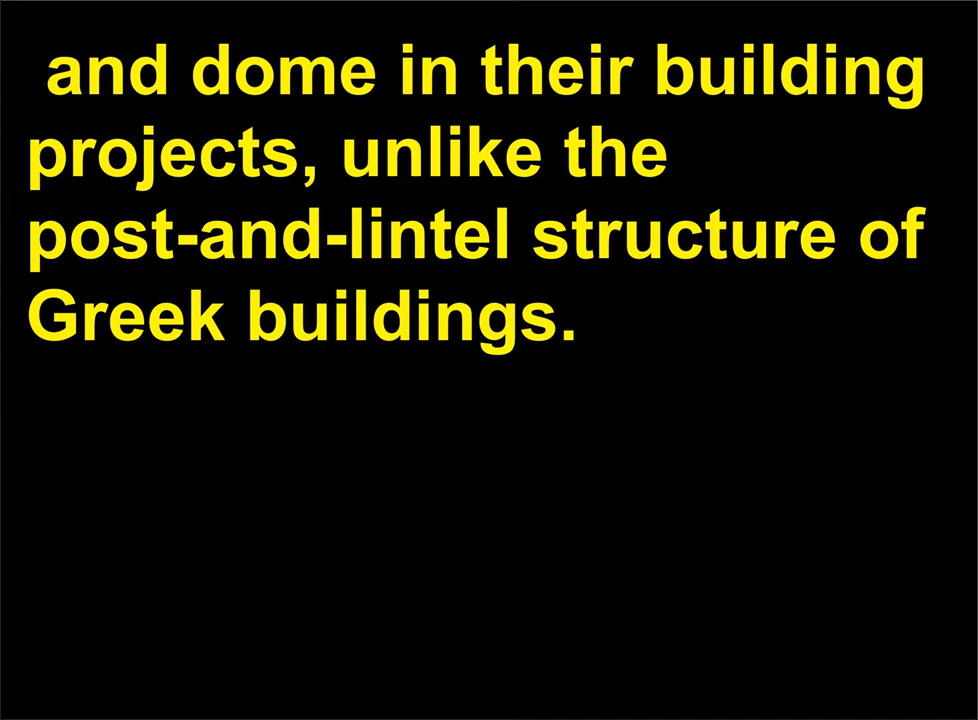 and dome in their building
projects, unlike the
post-and-lintel structure of
Greek buildings.